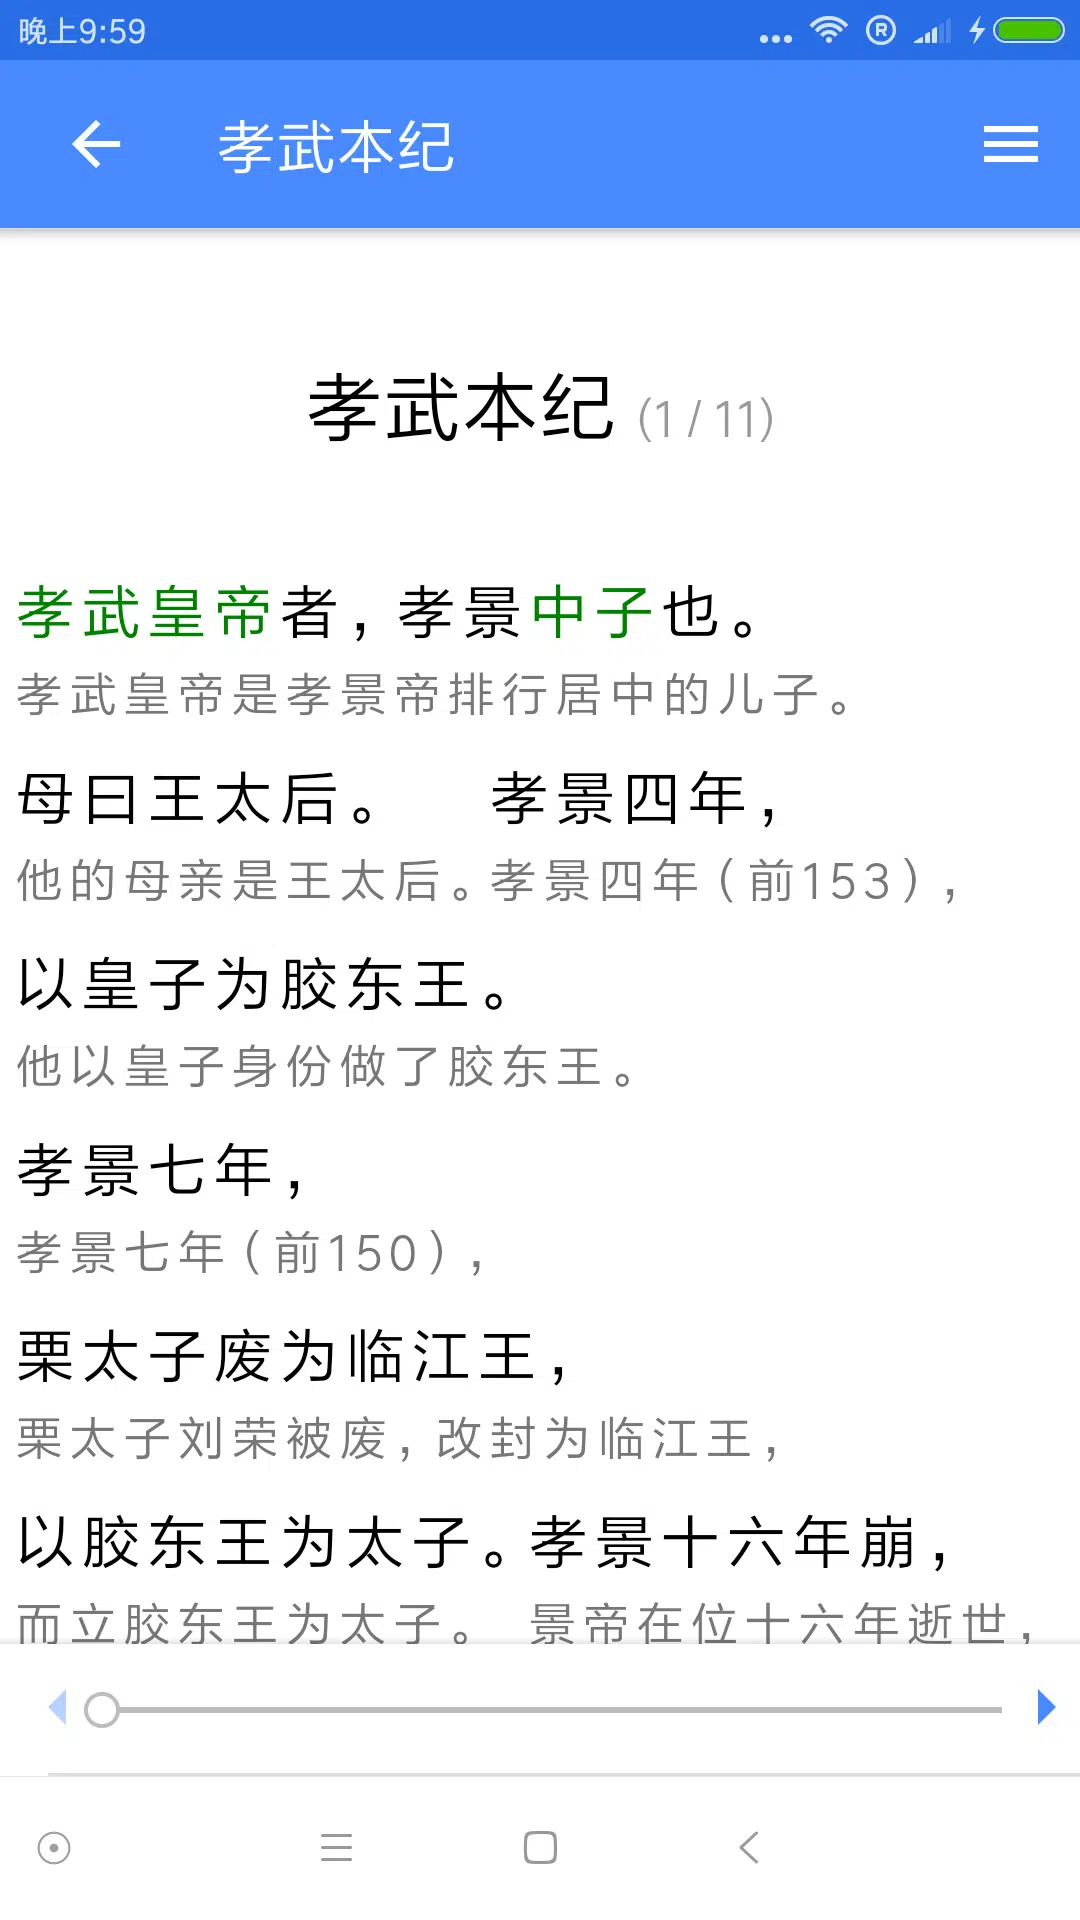 晚上9:59
孝武本纪
孝武本纪 (1 / 11)
孝武皇帝者，孝景中子也。
孝武皇帝是孝景帝排行居中的儿子。
母曰王太后。 孝景四年，
他的母亲是王太后。孝景四年（前153），
以皇子为胶东王。
他以皇子身份做了胶东王。
孝景七年，
孝景七年（前150），
栗太子废为临江王，
栗太子刘荣被废，改封为临江王，
以胶东王为太子。孝景十六年崩，
而立胶东王为太子。 景帝在位十六年逝世，